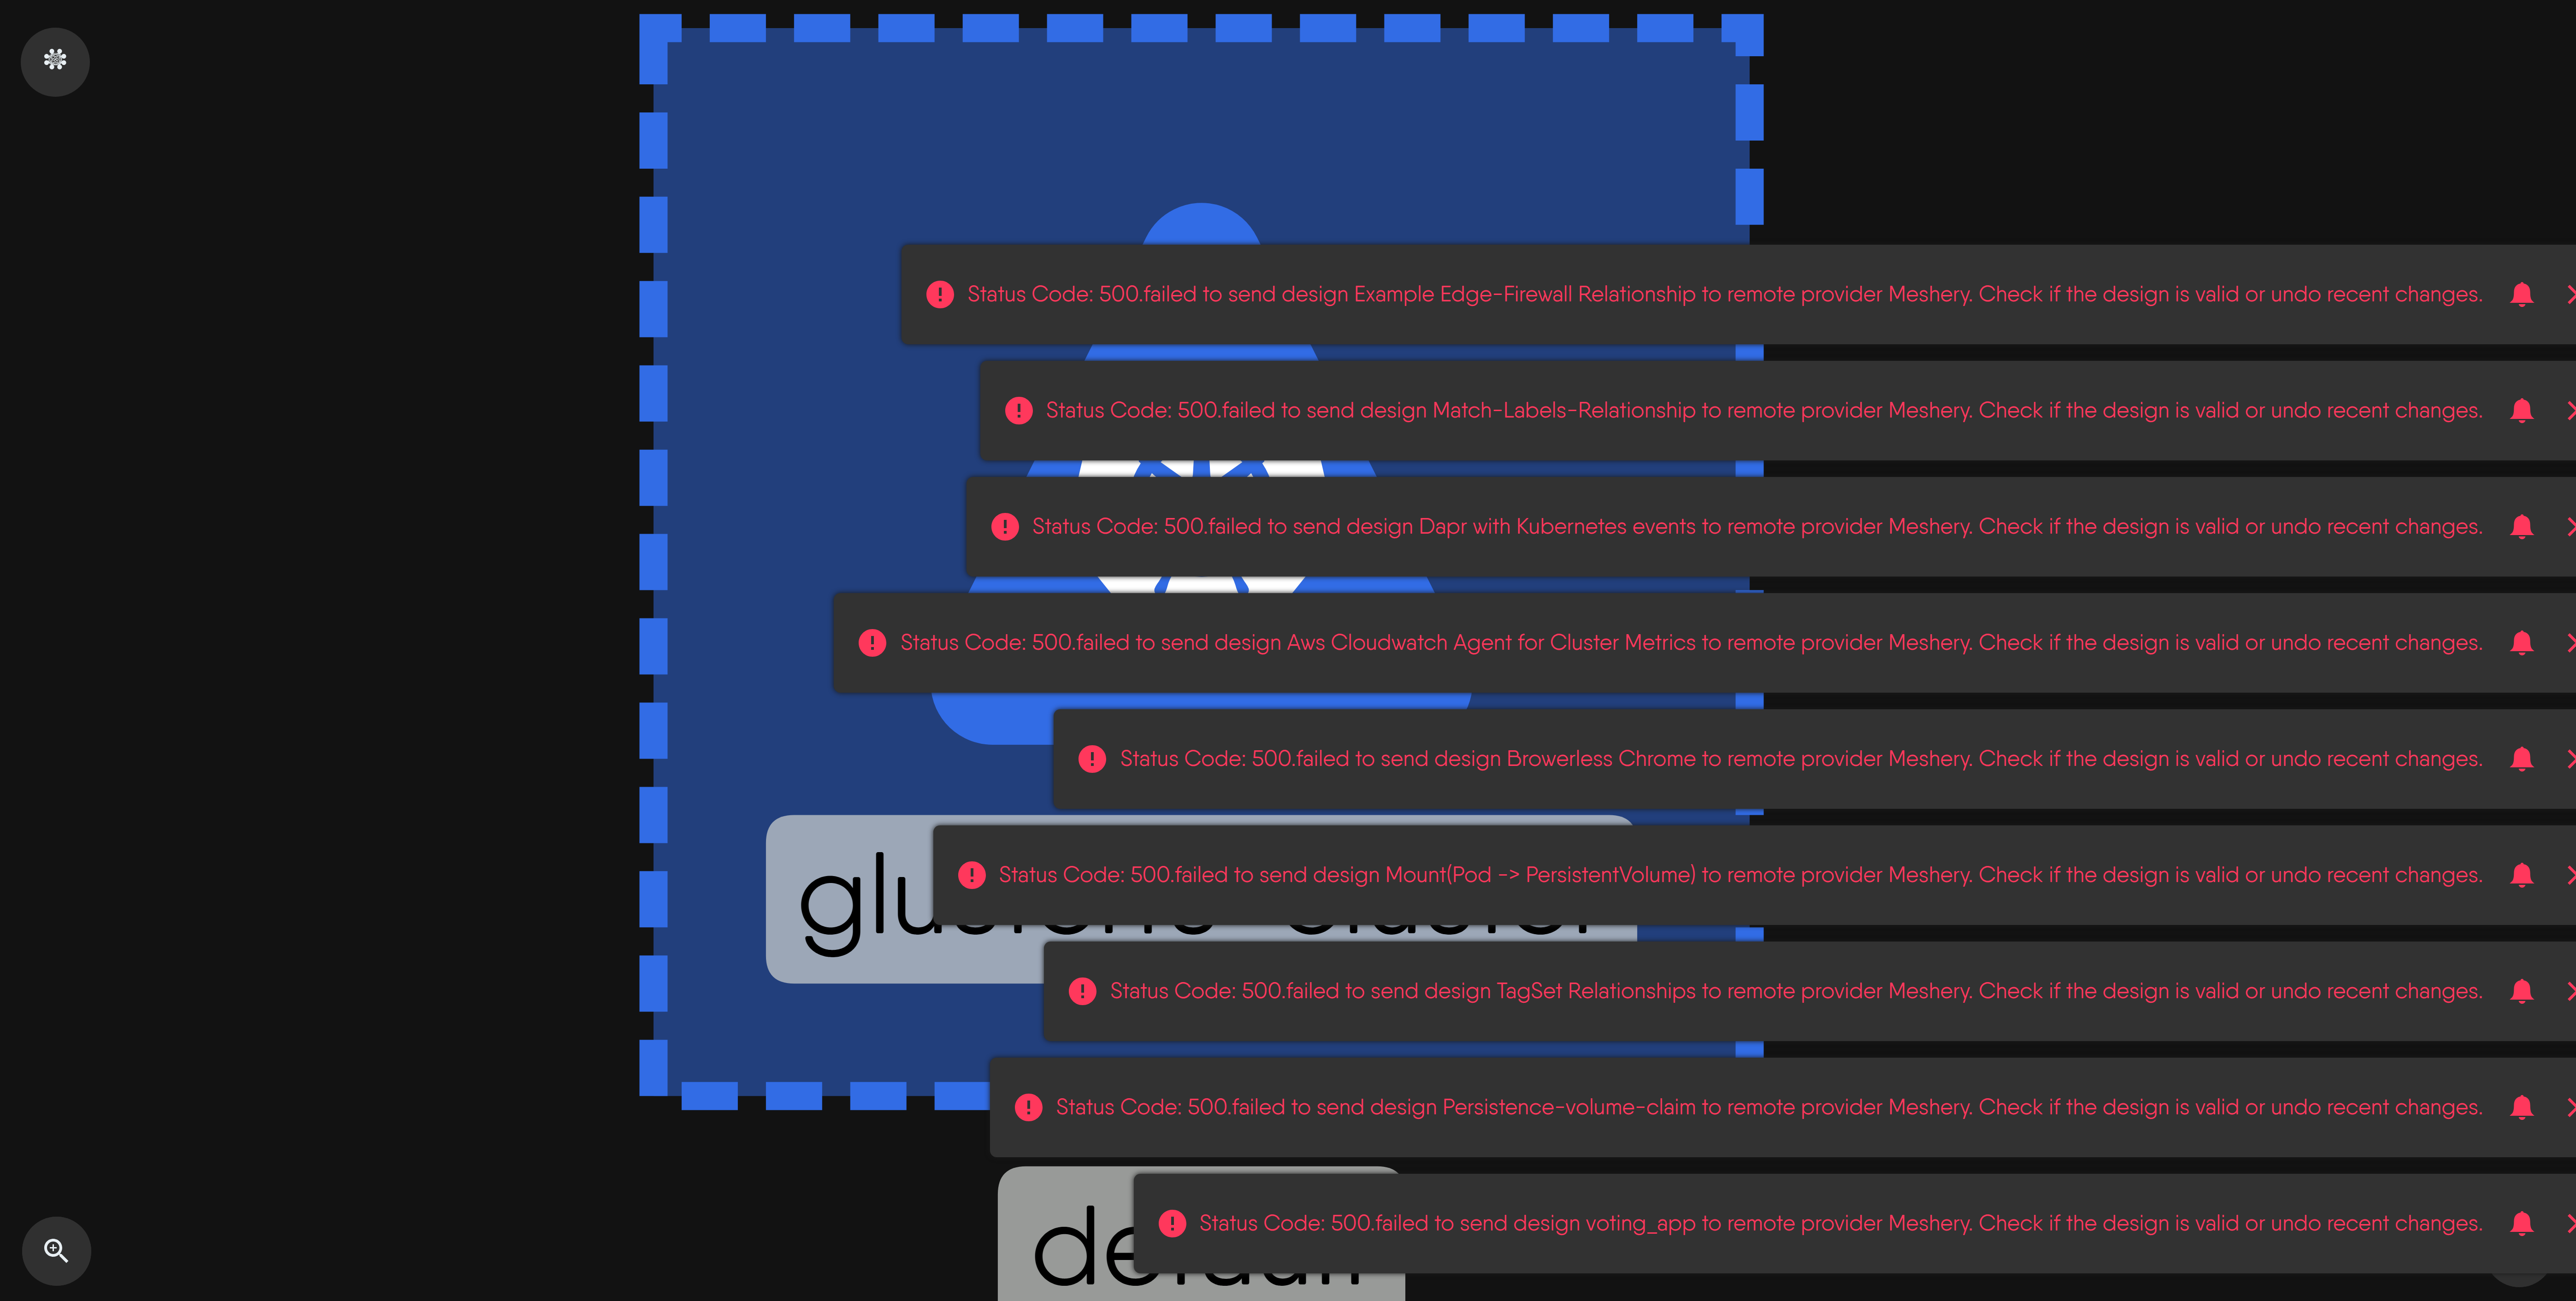 Status Code: 500.failed to send design Example Edge-Firewall Relationship to remote provider Meshery. Check if the design is valid or undo recent changes.
Status Code: 500.failed to send design Match-Labels-Relationship to remote provider Meshery. Check if the design is valid or undo recent changes.
Status Code: 500.failed to send design Dapr with Kubernetes events to remote provider Meshery. Check if the design is valid or undo recent changes.
Status Code: 500.failed to send design Aws Cloudwatch Agent for Cluster Metrics to remote provider Meshery. Check if the design is valid or undo recent changes.
Status Code: 500.failed to send design Browerless Chrome to remote provider Meshery. Check if the design is valid or undo recent changes.
Status Code: 500.failed to send design Mount(Pod -> PersistentVolume) to remote provider Meshery. Check if the design is valid or undo recent changes.
Status Code: 500.failed to send design TagSet Relationships to remote provider Meshery. Check if the design is valid or undo recent changes.
Status Code: 500.failed to send design Persistence-volume-claim to remote provider Meshery. Check if the design is valid or undo recent changes.
Status Code: 500.failed to send design voting_app to remote provider Meshery. Check if the design is valid or undo recent changes.